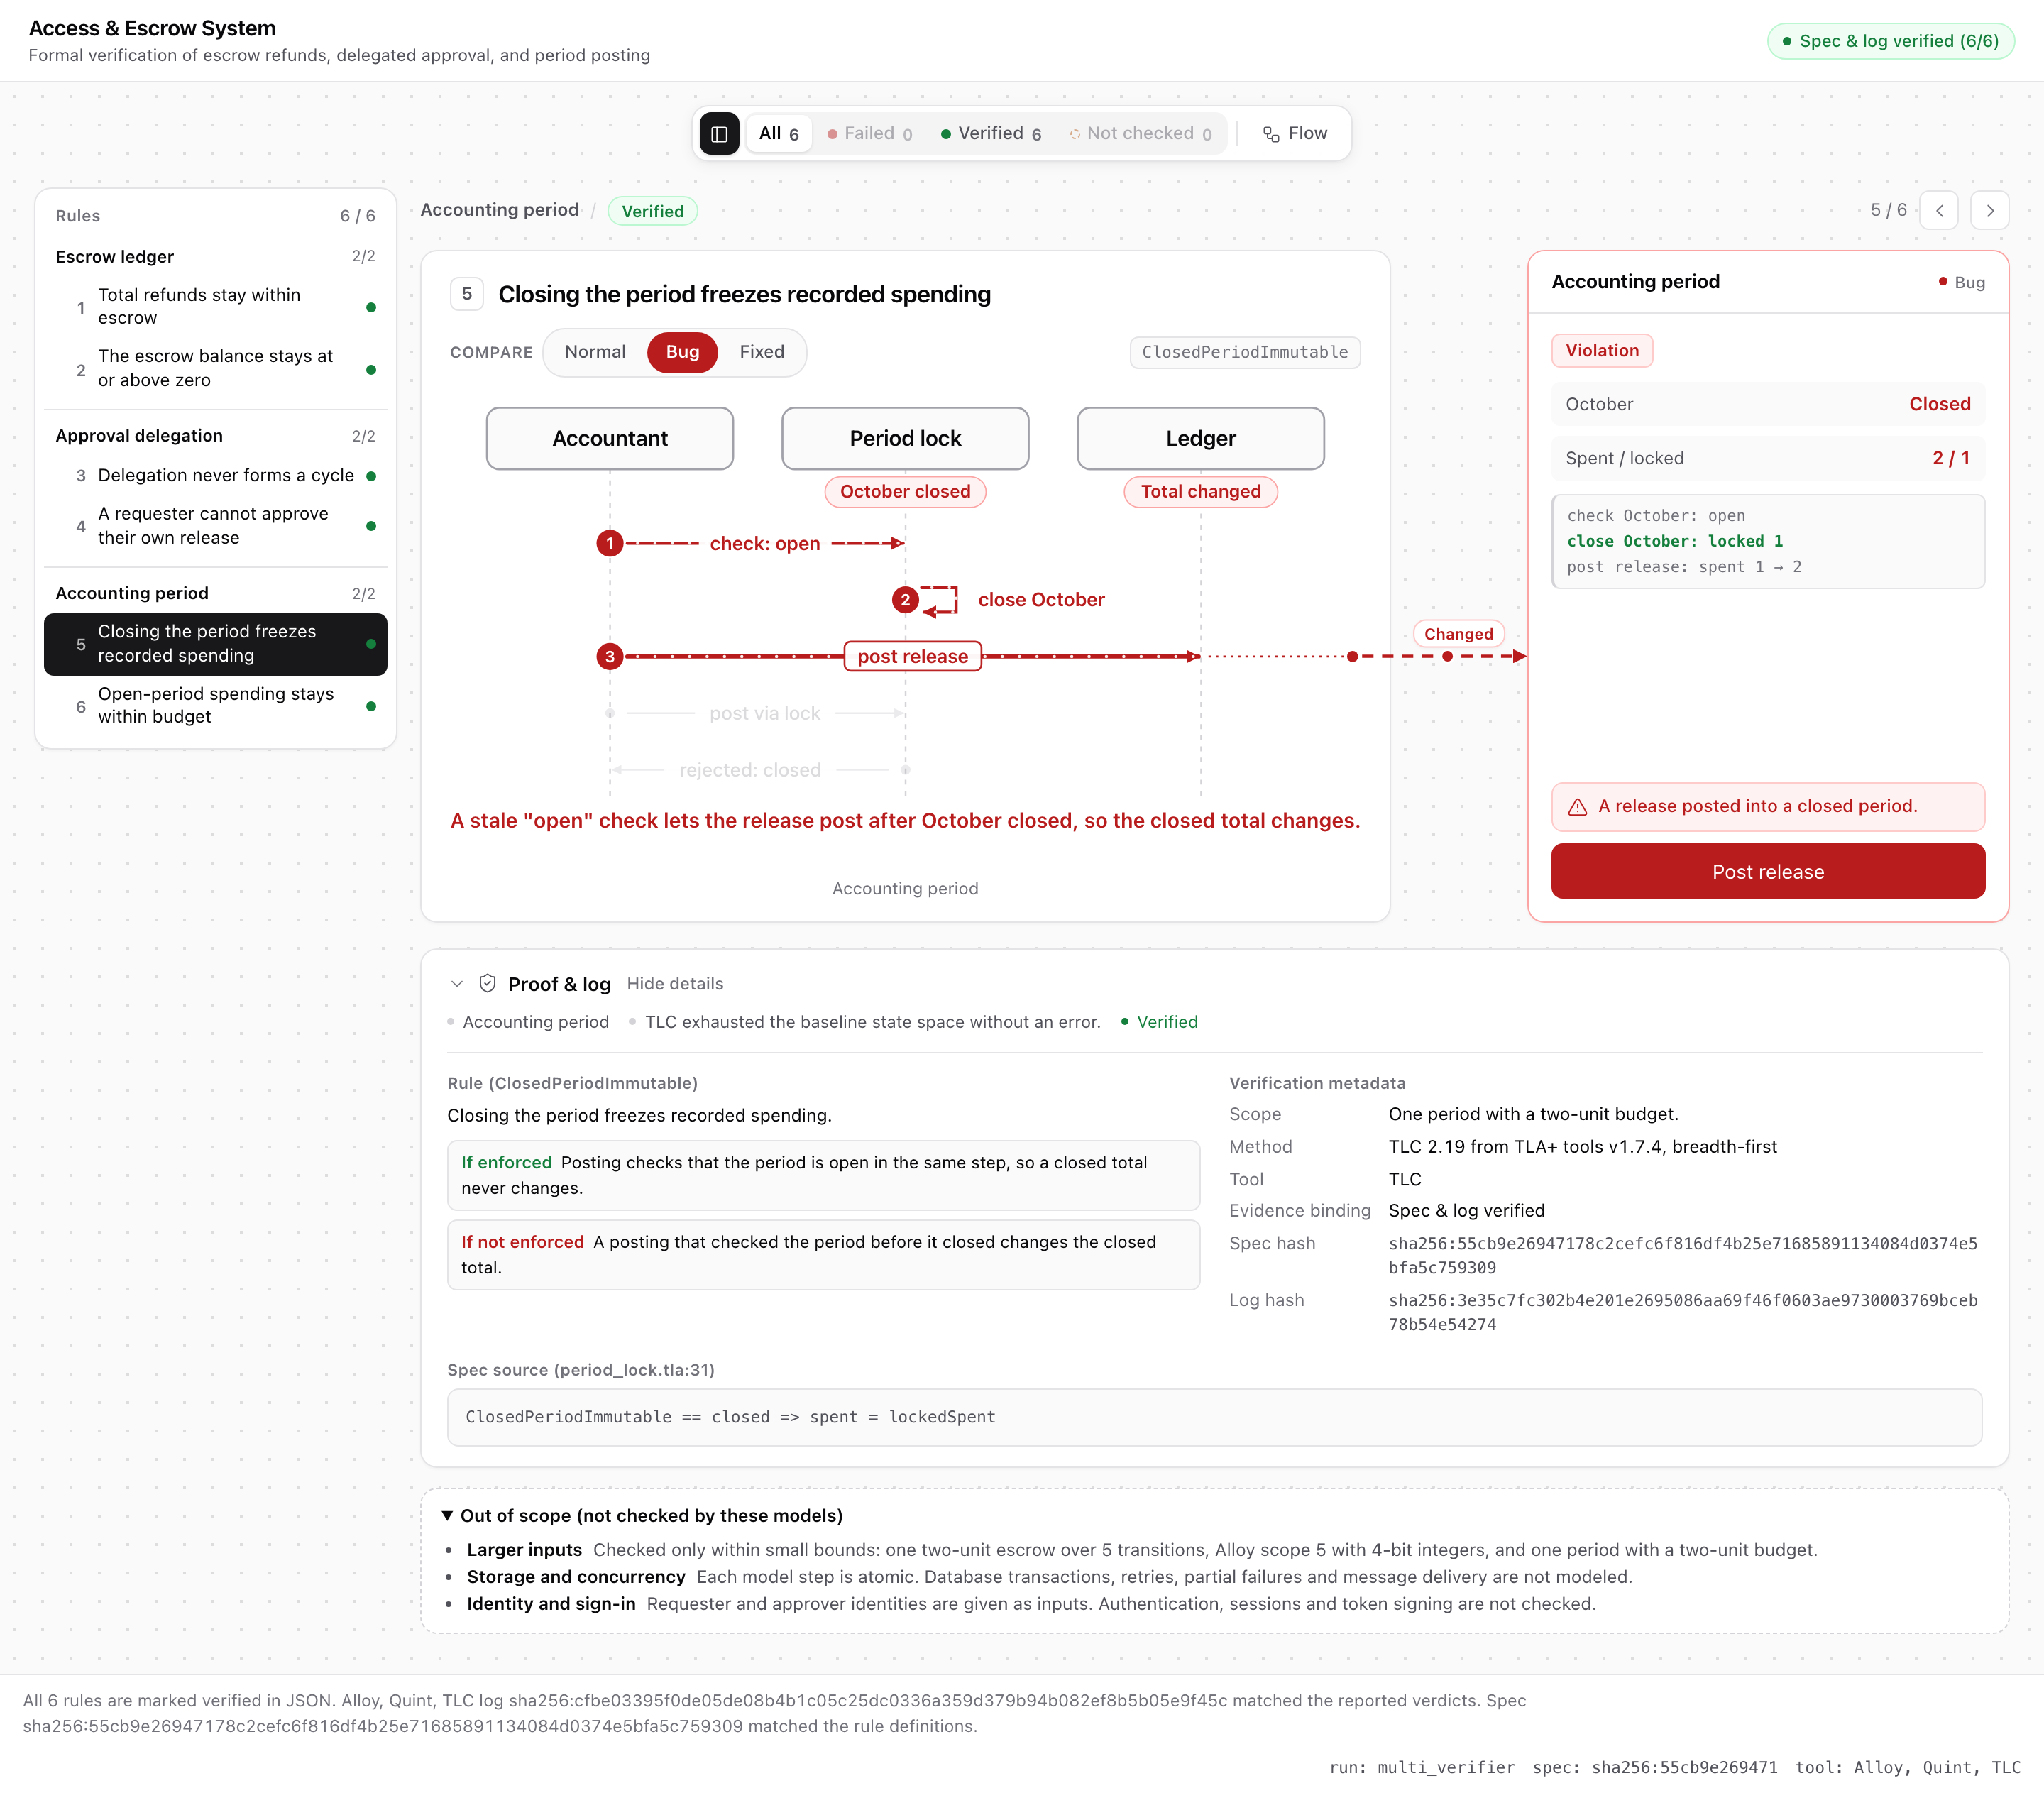 Access & Escrow System
Formal verification of escrow refunds, delegated approval, and period posting
Spec & log verified (6/6)
All 6
Failed 0
Verified 6
Not checked 0
Flow
Rules 6 / 6
Escrow ledger 2/2
1 Total refunds stay within
escrow
2 The escrow balance stays at
or above zero
Approval delegation 2/2
3 Delegation never forms a cycle
4 A requester cannot approve
their own release
Accounting period 2/2
5 Closing the period freezes
recorded spending
6 Open-period spending stays
within budget
Accounting period / Verified
5 / 6
5 Closing the period freezes recorded spending
COMPARE Normal Bug Fixed
ClosedPeriodImmutable
Accountant
Period lock
Ledger
October closed
Total changed
1 check: open
2 close October
3 post release
Changed
post via lock
rejected: closed
A stale "open" check lets the release post after October closed, so the closed total changes.
Accounting period
Accounting period
Bug
Violation
October Closed
Spent / locked 2 / 1
check October: open
close October: locked 1
post release: spent 1 → 2
A release posted into a closed period.
Post release
Proof & log Hide details
Accounting period
TLC exhausted the baseline state space without an error.
Verified
Rule (ClosedPeriodImmutable)
Closing the period freezes recorded spending.
If enforced Posting checks that the period is open in the same step, so a closed total
never changes.
If not enforced A posting that checked the period before it closed changes the closed
total.
Verification metadata
Scope One period with a two-unit budget.
Method TLC 2.19 from TLA+ tools v1.7.4, breadth-first
Tool TLC
Evidence binding Spec & log verified
Spec hash sha256:55cb9e26947178c2cefc6f816df4b25e71685891134084d0374e5
bfa5c759309
Log hash sha256:3e35c7fc302b4e201e2695086aa69f46f0603ae9730003769bceb
78b54e54274
Spec source (period_lock.tla:31)
ClosedPeriodImmutable == closed => spent = lockedSpent
Out of scope (not checked by these models)
• Larger inputs Checked only within small bounds: one two-unit escrow over 5 transitions, Alloy scope 5 with 4-bit integers, and one period with a two-unit budget.
• Storage and concurrency Each model step is atomic. Database transactions, retries, partial failures and message delivery are not modeled.
• Identity and sign-in Requester and approver identities are given as inputs. Authentication, sessions and token signing are not checked.
All 6 rules are marked verified in JSON. Alloy, Quint, TLC log sha256:cfbe03395f0de05de08b4b1c05c25dc0336a359d379b94b082ef8b5b05e9f45c matched the reported verdicts. Spec
sha256:55cb9e26947178c2cefc6f816df4b25e71685891134084d0374e5bfa5c759309 matched the rule definitions.
run: multi_verifier spec: sha256:55cb9e269471 tool: Alloy, Quint, TLC